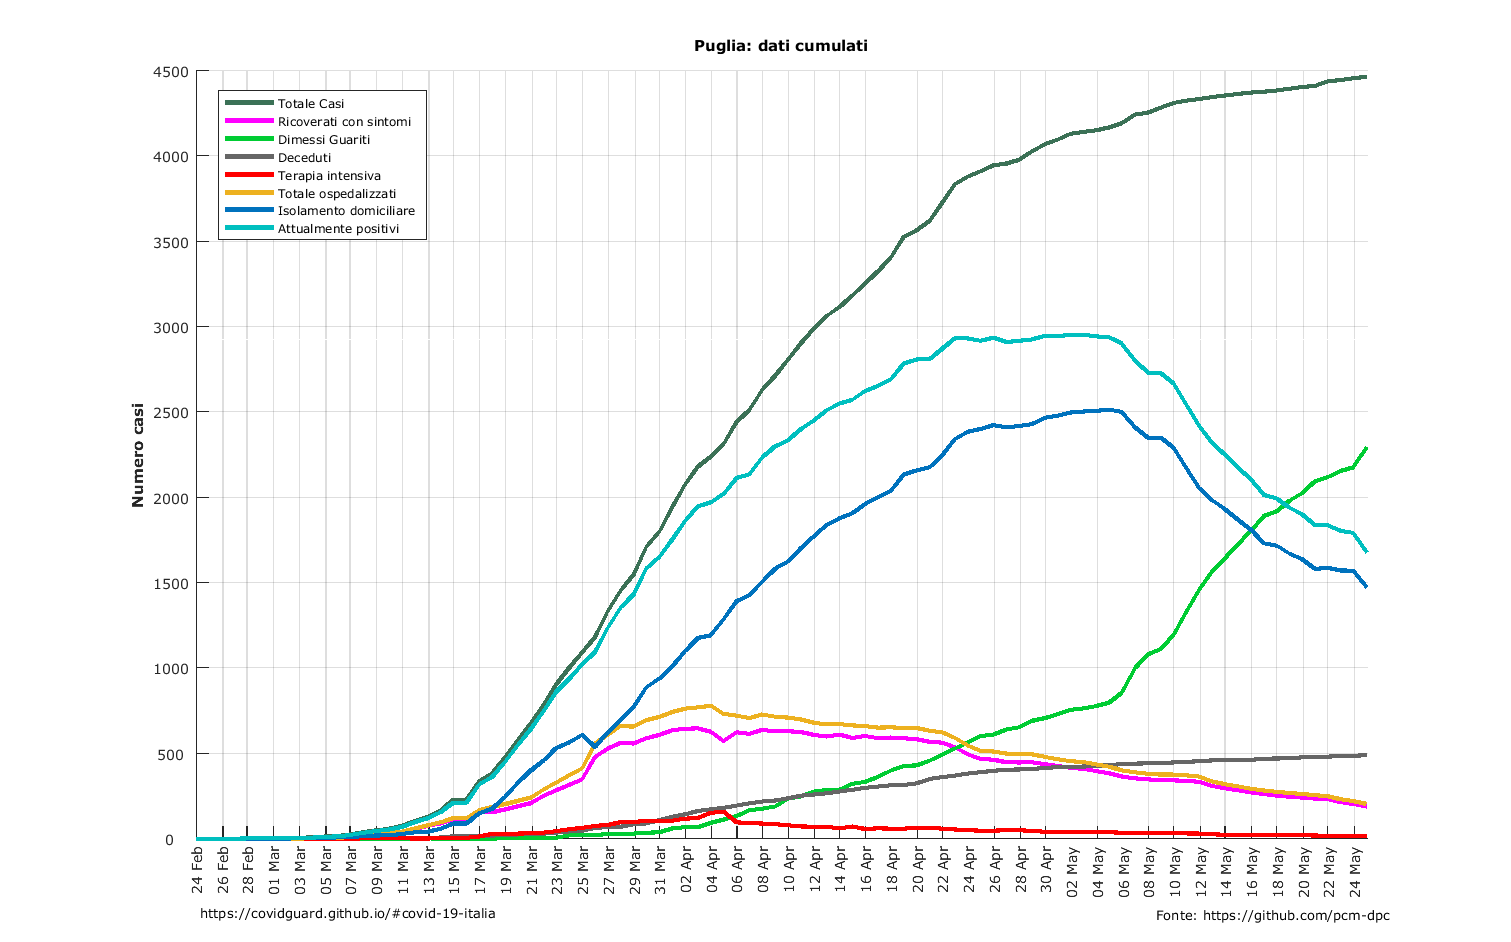 Puglia: dati cumulati
Numero casi
4500
4000
3500
3000
2500
2000
1500
1000
500
0
Totale Casi
Ricoverati con sintomi
Dimessi Guariti
Deceduti
Terapia intensiva
Totale ospedalizzati
Isolamento domiciliare
Attualmente positivi
24 Feb
26 Feb
28 Feb
01 Mar
03 Mar
05 Mar
07 Mar
09 Mar
11 Mar
13 Mar
15 Mar
17 Mar
19 Mar
21 Mar
23 Mar
25 Mar
27 Mar
29 Mar
31 Mar
02 Apr
04 Apr
06 Apr
08 Apr
10 Apr
12 Apr
14 Apr
16 Apr
18 Apr
20 Apr
22 Apr
24 Apr
26 Apr
28 Apr
30 Apr
02 May
04 May
06 May
08 May
10 May
12 May
14 May
16 May
18 May
20 May
22 May
24 May
https://covidguard.github.io/#covid-19-italia
Fonte: https://github.com/pcm-dpc